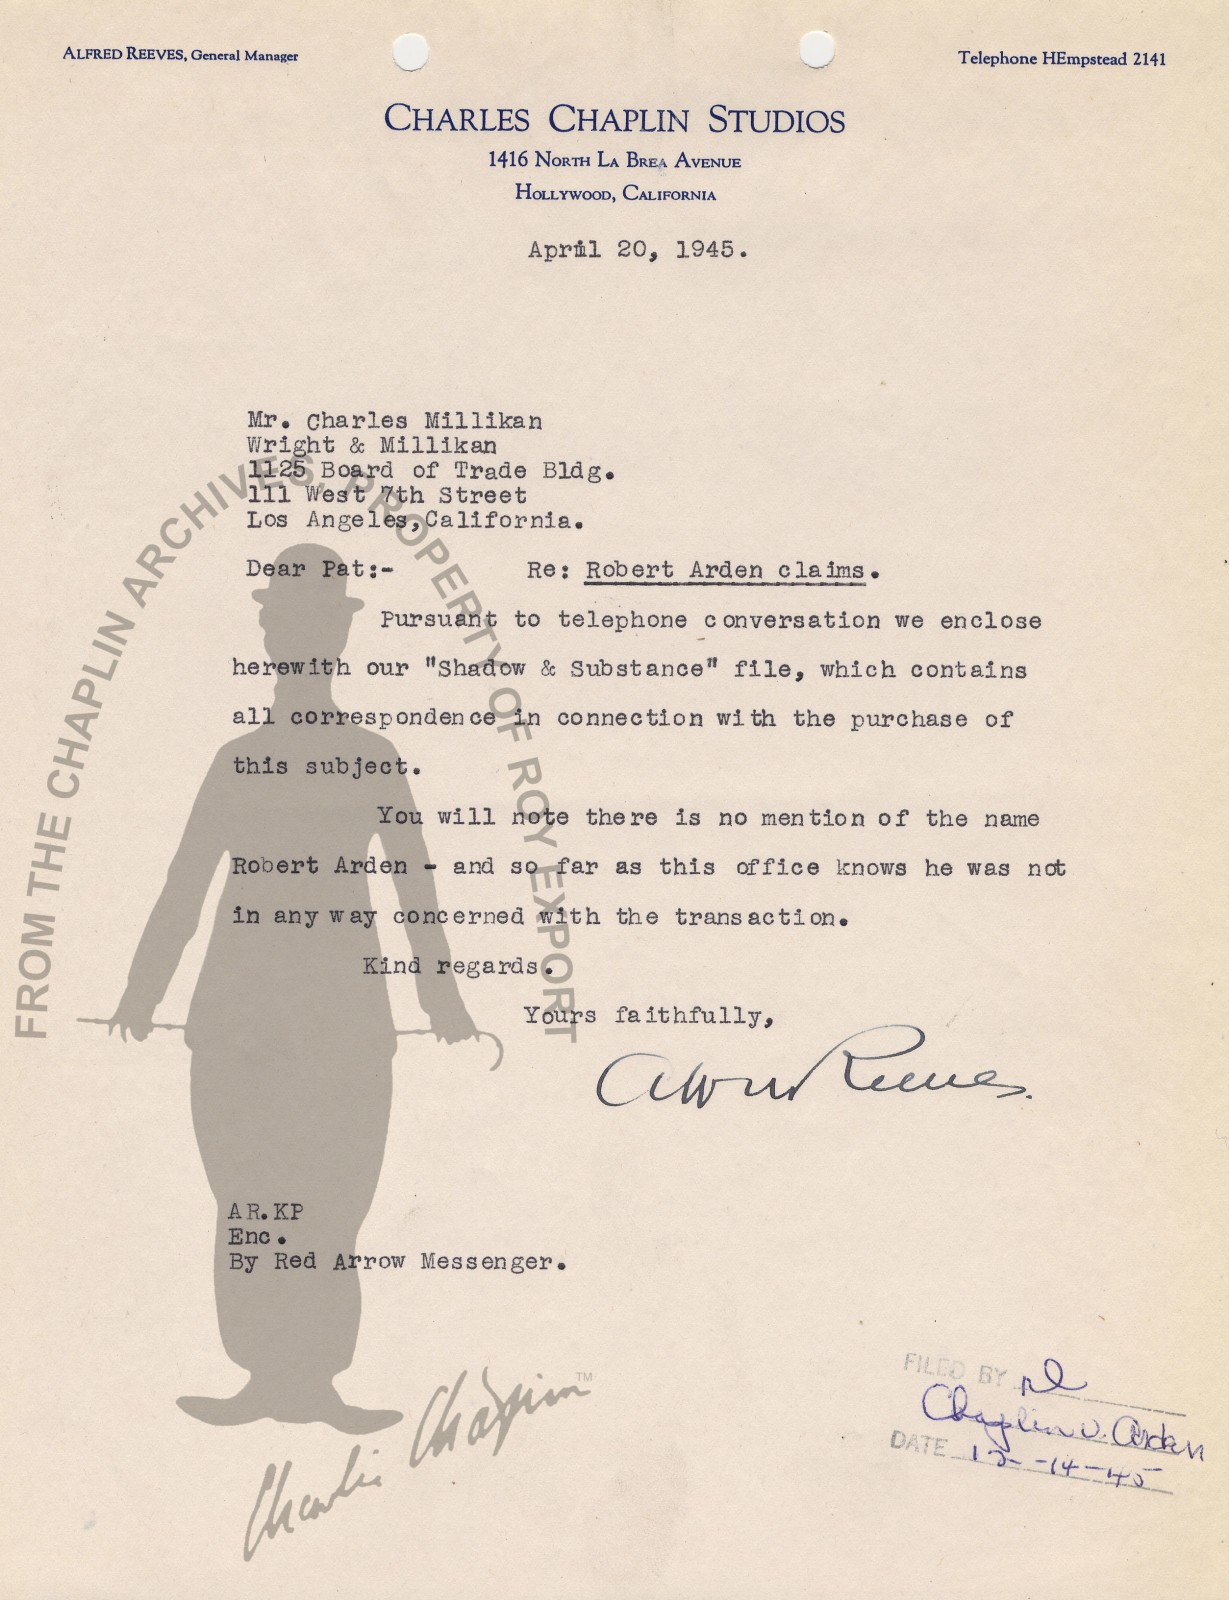 ALFRED REEVES, General Manager
Telephone HEmpstead 2141
CHARLES CHAPLIN STUDIOS
1416 NORTH LA BREA AVENUE
HOLLYWOOD, CALIFORNIA
April 20, 1945.
Mr. Charles Millikan
Wright & Millikan
1125 Board of Trade Bldg.
111 West 7th Street
Los Angeles,California.
Dear Pat:- Re: Robert Arden claims.
Pursuant to telephone conversation we enclose
herewith our "Shadow & Substance" file, which contains
all correspondence in connection with the purchase of
this subject.
You will note there is no mention of the name
Robert Arden - and so far as this office knows he was not
in any way concerned with the transaction.
Kind regards.
Yours faithfully,
Alfred Reeves.
AR.KP
Enc.
By Red Arrow Messenger.
FROM THE CHAPLIN ARCHIVES, PROPERTY OF ROY EXPORT
Charlie Chaplin™
FILED BY
Chaplin v. Arden
DATE 12-14-45